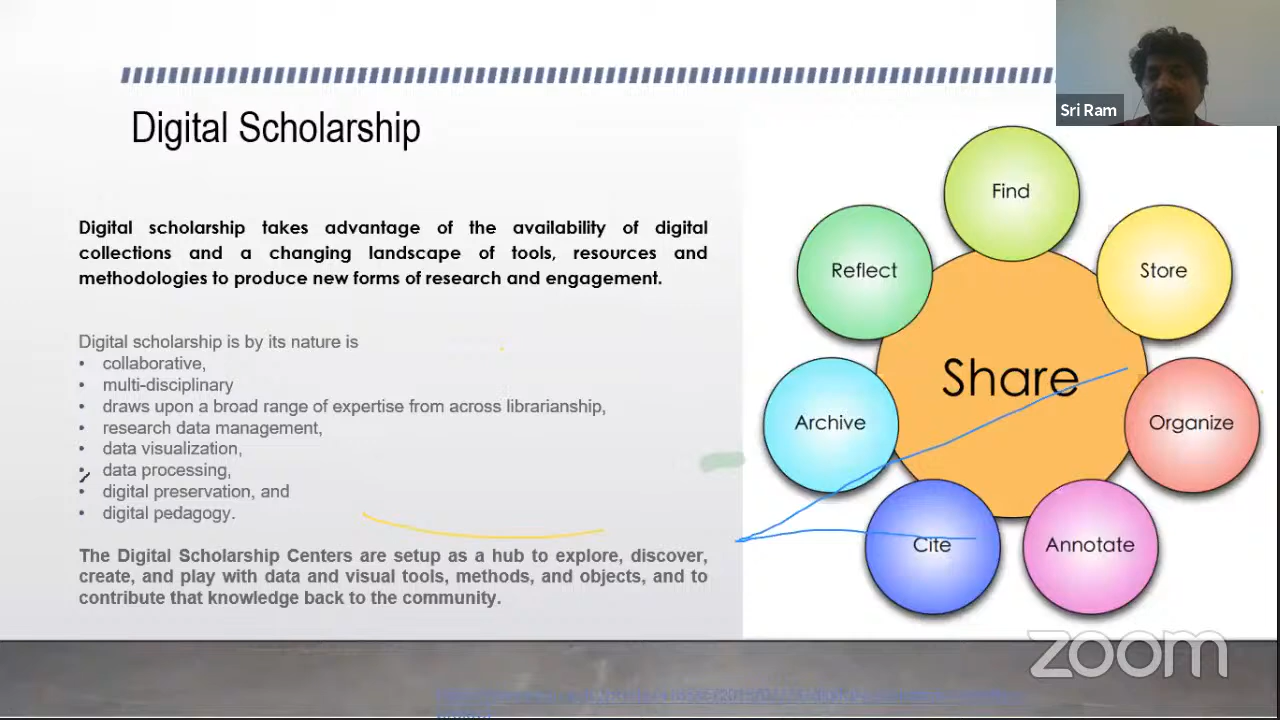 Sri Ram
Digital Scholarship
Digital scholarship takes advantage of the availability of digital
collections and a changing landscape of tools, resources and
methodologies to produce new forms of research and engagement.
Digital scholarship is by its nature is
• collaborative,
• multi-disciplinary
• draws upon a broad range of expertise from across librarianship,
• research data management,
• data visualization,
• data processing,
• digital preservation, and
• digital pedagogy.
The Digital Scholarship Centers are setup as a hub to explore, discover,
create, and play with data and visual tools, methods, and objects, and to
contribute that knowledge back to the community.
Find
Store
Organize
Annotate
Cite
Archive
Reflect
Share
zoom